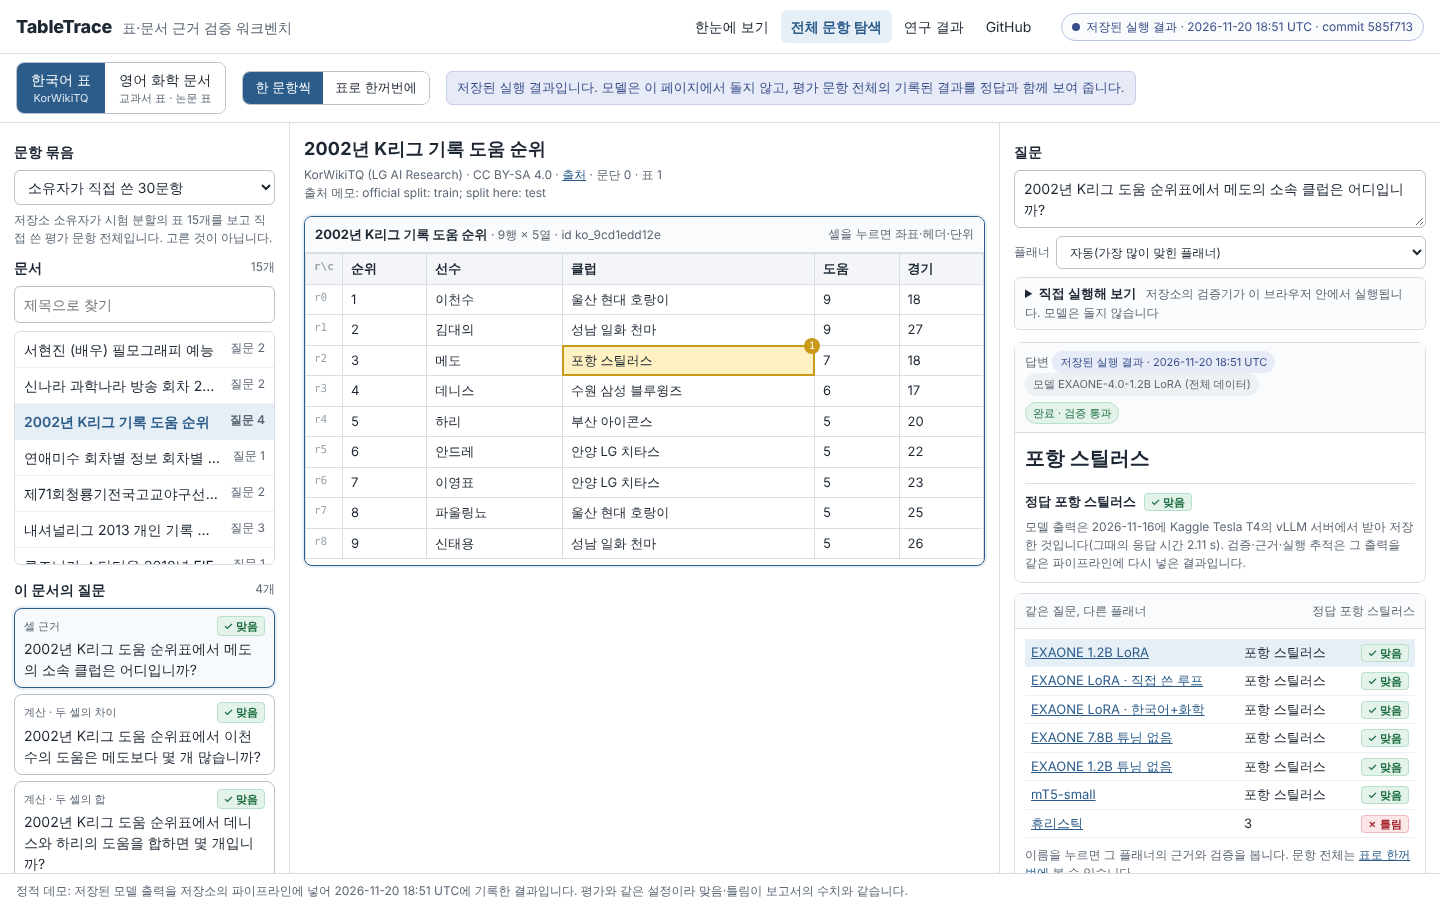 TableTrace 표·문서 근거 검증 워크벤치
한눈에 보기 전체 문항 탐색 연구 결과 GitHub
저장된 실행 결과 · 2026-11-20 18:51 UTC · commit 585f713
한국어 표
KorWikiTQ
영어 화학 문서
교과서 표 · 논문 표
한 문항씩 표로 한꺼번에
저장된 실행 결과입니다. 모델은 이 페이지에서 돌지 않고, 평가 문항 전체의 기록된 결과를 정답과 함께 보여 줍니다.
문항 묶음
소유자가 직접 쓴 30문항
저장소 소유자가 시험 분할의 표 15개를 보고 직
접 쓴 평가 문항 전체입니다. 고른 것이 아닙니다.
문서 15개
제목으로 찾기
서현진 (배우) 필모그래피 예능 질문 2
신나라 과학나라 방송 회차 2... 질문 2
2002년 K리그 기록 도움 순위 질문 4
연애미수 회차별 정보 회차별 ... 질문 1
제71회청룡기전국고교야구선... 질문 2
내셔널리그 2013 개인 기록 ... 질문 3
이 문서의 질문 4개
셀 근거 ✓ 맞음
2002년 K리그 도움 순위표에서 메도
의 소속 클럽은 어디입니까?
계산 · 두 셀의 차이 ✓ 맞음
2002년 K리그 도움 순위표에서 이천
수의 도움은 메도보다 몇 개 많습니까?
계산 · 두 셀의 합 ✓ 맞음
2002년 K리그 도움 순위표에서 데니
스와 하리의 도움을 합하면 몇 개입니
까?
2002년 K리그 기록 도움 순위
KorWikiTQ (LG AI Research) · CC BY-SA 4.0 · 출처 · 문단 0 · 표 1
출처 메모: official split: train; split here: test
2002년 K리그 기록 도움 순위 · 9행 × 5열 · id ko_9cd1edd12e 셀을 누르면 좌표·헤더·단위
r\c 순위 선수 클럽 도움 경기
r0 1 이천수 울산 현대 호랑이 9 18
r1 2 김대의 성남 일화 천마 9 27
r2 3 메도 포항 스틸러스 1 7 18
r3 4 데니스 수원 삼성 블루윙즈 6 17
r4 5 하리 부산 아이콘스 5 20
r5 6 안드레 안양 LG 치타스 5 22
r6 7 이영표 안양 LG 치타스 5 23
r7 8 파울링뇨 울산 현대 호랑이 5 25
r8 9 신태용 성남 일화 천마 5 26
질문
2002년 K리그 도움 순위표에서 메도의 소속 클럽은 어디입니
까?
플래너 자동(가장 많이 맞힌 플래너)
▶ 직접 실행해 보기 저장소의 검증기가 이 브라우저 안에서 실행됩니
다. 모델은 돌지 않습니다
답변 저장된 실행 결과 · 2026-11-20 18:51 UTC
모델 EXAONE-4.0-1.2B LoRA (전체 데이터)
완료 · 검증 통과
포항 스틸러스
정답 포항 스틸러스 ✓ 맞음
모델 출력은 2026-11-16에 Kaggle Tesla T4의 vLLM 서버에서 받아 저장
한 것입니다(그때의 응답 시간 2.11 s). 검증·근거·실행 추적은 그 출력을
같은 파이프라인에 다시 넣은 결과입니다.
같은 질문, 다른 플래너 정답 포항 스틸러스
EXAONE 1.2B LoRA 포항 스틸러스 ✓ 맞음
EXAONE LoRA · 직접 쓴 루프 포항 스틸러스 ✓ 맞음
EXAONE LoRA · 한국어+화학 포항 스틸러스 ✓ 맞음
EXAONE 7.8B 튜닝 없음 포항 스틸러스 ✓ 맞음
EXAONE 1.2B 튜닝 없음 포항 스틸러스 ✓ 맞음
mT5-small 포항 스틸러스 ✓ 맞음
휴리스틱 3 × 틀림
이름을 누르면 그 플래너의 근거와 검증을 봅니다. 문항 전체는 표로 한꺼
정적 데모: 저장된 모델 출력을 저장소의 파이프라인에 넣어 2026-11-20 18:51 UTC에 기록한 결과입니다. 평가와 같은 설정이라 맞음·틀림이 보고서의 수치와 같습니다.